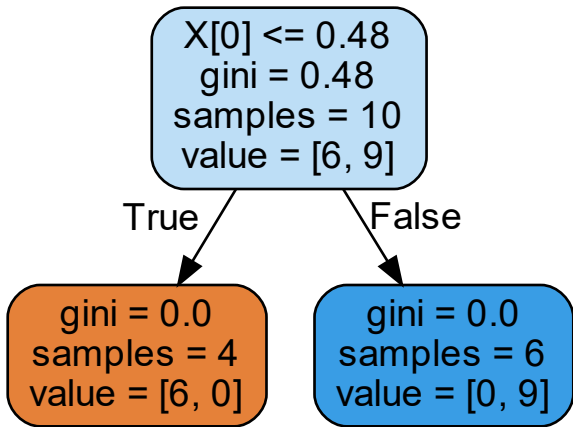 X[0] <= 0.48
gini = 0.48
samples = 10
value = [6, 9]
True
False
gini = 0.0
samples = 4
value = [6, 0]
gini = 0.0
samples = 6
value = [0, 9]